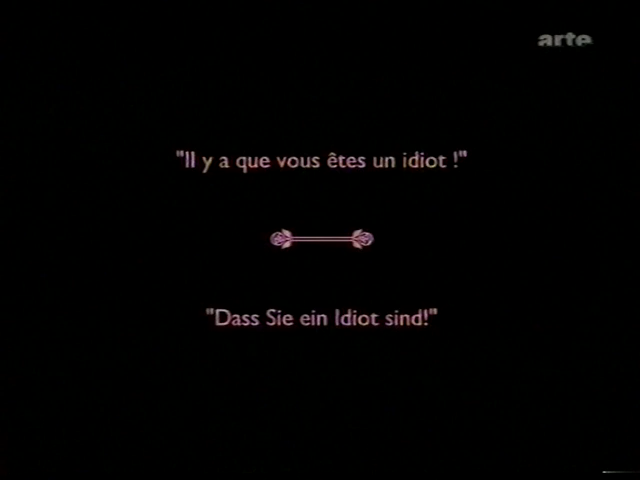 arte
"Il y a que vous êtes un idiot !"
"Dass Sie ein Idiot sind!"